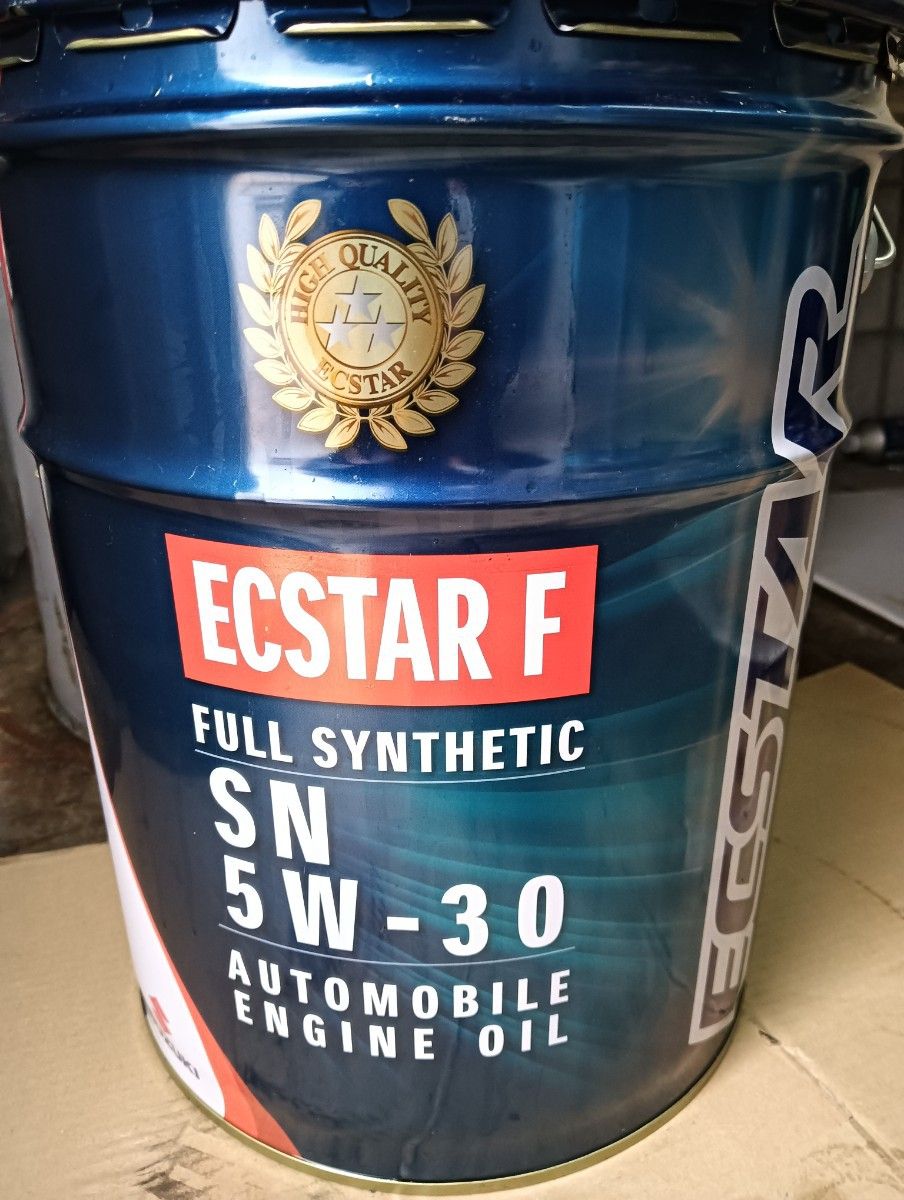 HIGH QUALITY
ECSTAR
ECSTAR F
FULL SYNTHETIC
SN
5W-30
AUTOMOBILE
ENGINE OIL
ECSTAR